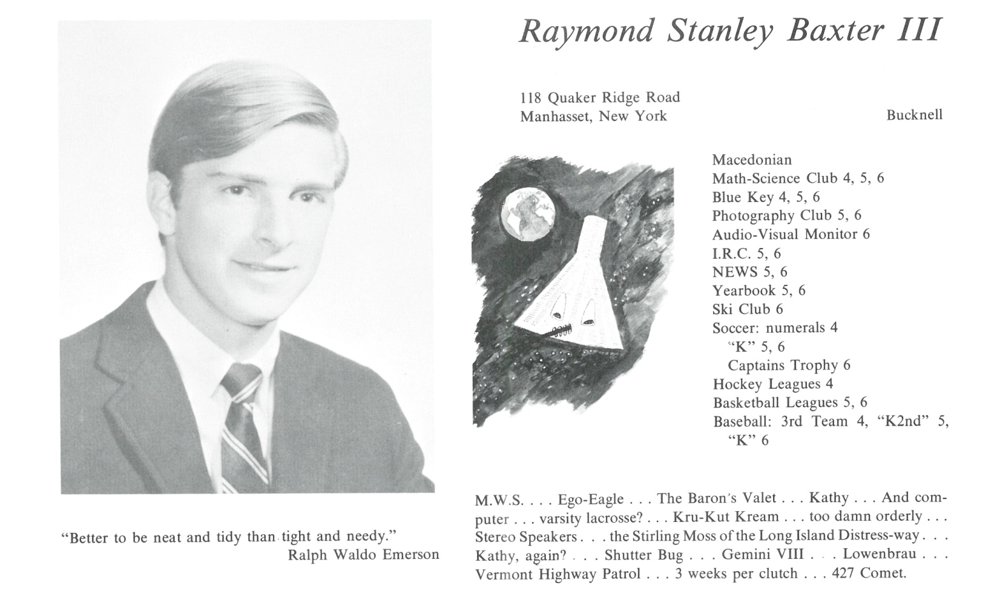 Raymond Stanley Baxter III
118 Quaker Ridge Road
Manhasset, New York
Bucknell
Macedonian
Math-Science Club 4, 5, 6
Blue Key 4, 5, 6
Photography Club 5, 6
Audio-Visual Monitor 6
I.R.C. 5, 6
NEWS 5, 6
Yearbook 5, 6
Ski Club 6
Soccer: numerals 4
“K” 5, 6
Captains Trophy 6
Hockey Leagues 4
Basketball Leagues 5, 6
Baseball: 3rd Team 4, “K2nd” 5,
“K” 6
“Better to be neat and tidy than tight and needy.”
Ralph Waldo Emerson
M.W.S. . . . Ego-Eagle . . . The Baron’s Valet . . . Kathy . . . And com-
puter . . . varsity lacrosse? . . . Kru-Kut Kream . . . too damn orderly . . .
Stereo Speakers . . . the Stirling Moss of the Long Island Distress-way . . .
Kathy, again? . . . Shutter Bug . . . Gemini VIII . . . Lowenbrau . . .
Vermont Highway Patrol . . . 3 weeks per clutch . . . 427 Comet.